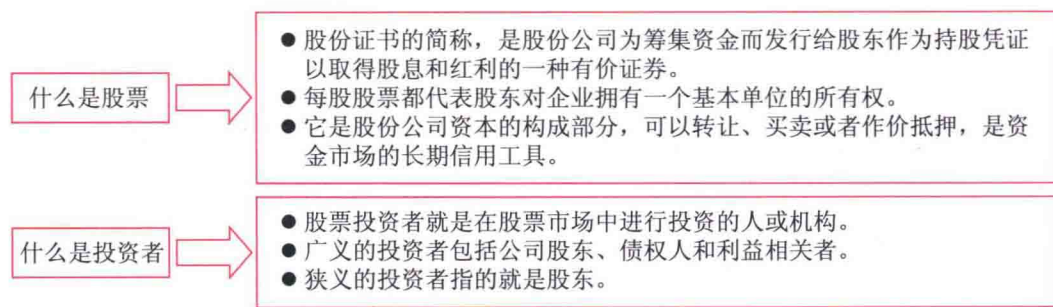 什么是股票
● 股份证书的简称，是股份公司为筹集资金而发行给股东作为持股凭证
以取得股息和红利的一种有价证券。
● 每股股票都代表股东对企业拥有一个基本单位的所有权。
● 它是股份公司资本的构成部分，可以转让、买卖或者作价抵押，是资
金市场的长期信用工具。
什么是投资者
● 股票投资者就是在股票市场中进行投资的人或机构。
● 广义的投资者包括公司股东、债权人和利益相关者。
● 狭义的投资者指的就是股东。